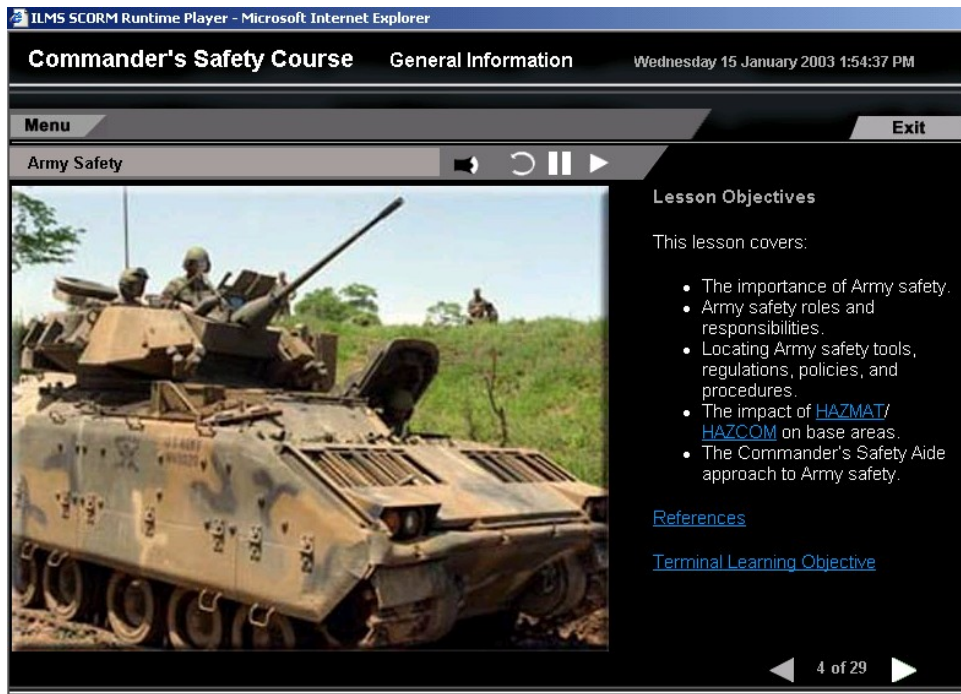 ILMS SCORM Runtime Player - Microsoft Internet Explorer
Commander's Safety Course General Information Wednesday 15 January 2003 1:54:37 PM
Menu Exit
Army Safety
Lesson Objectives
This lesson covers:
• The importance of Army safety.
• Army safety roles and
responsibilities.
• Locating Army safety tools,
regulations, policies, and
procedures.
• The impact of HAZMAT/
HAZCOM on base areas.
• The Commander's Safety Aide
approach to Army safety.
References
Terminal Learning Objective
4 of 29